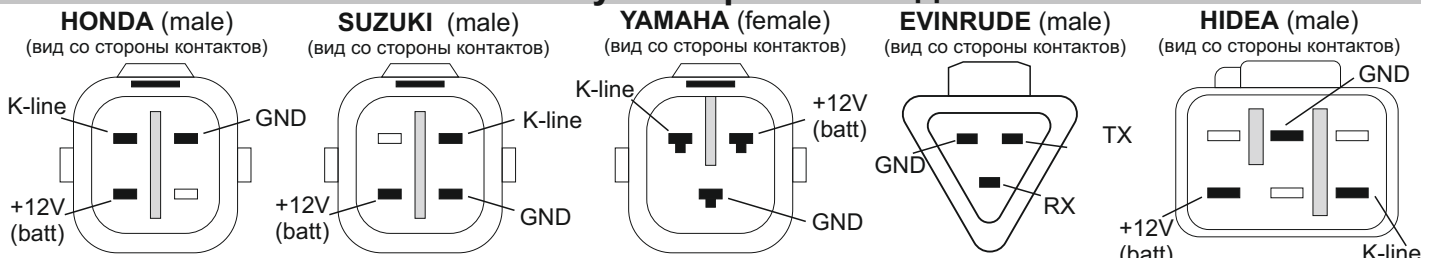 HONDA (male)
(вид со стороны контактов)
K-line
GND
+12V
(batt)
SUZUKI (male)
(вид со стороны контактов)
K-line
+12V
(batt)
GND
YAMAHA (female)
(вид со стороны контактов)
K-line
+12V
(batt)
GND
EVINRUDE (male)
(вид со стороны контактов)
GND
TX
RX
HIDEA (male)
(вид со стороны контактов)
GND
+12V
(batt)
K-line